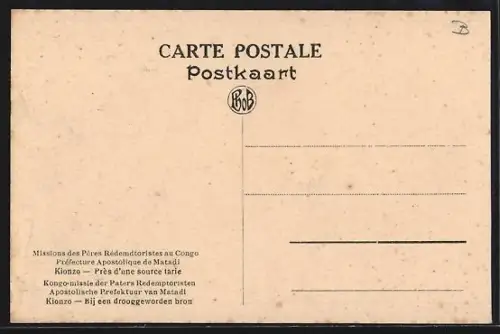 CARTE POSTALE
Postkaart
PhoB
Missions des Pères Rédemptoristes au Congo
Préfecture Apostolique de Matadi
Kionzo — Près d'une source tarie
Kongo-missie der Paters Redemptoristen
Apostolische Prefektuur van Matadi
Kionzo — Bij een drooggeworden bron